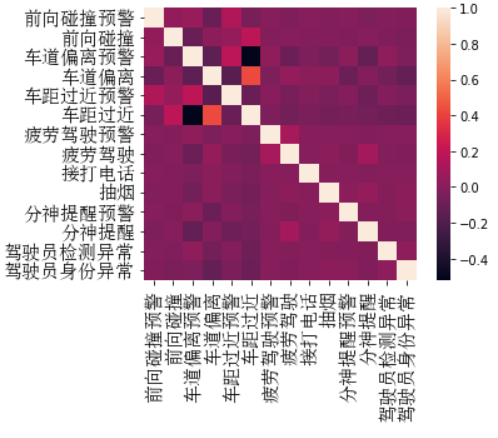 前向碰撞预警
前向碰撞
车道偏离预警
车道偏离
车距过近预警
车距过近
疲劳驾驶预警
疲劳驾驶
接打电话
抽烟
分神提醒预警
分神提醒
驾驶员检测异常
驾驶员身份异常
前向碰撞预警
前向碰撞
车道偏离预警
车道偏离
车距过近预警
车距过近
疲劳驾驶预警
疲劳驾驶
接打电话
抽烟
分神提醒预警
分神提醒
驾驶员检测异常
驾驶员身份异常
1.0
0.8
0.6
0.4
0.2
0.0
−0.2
−0.4